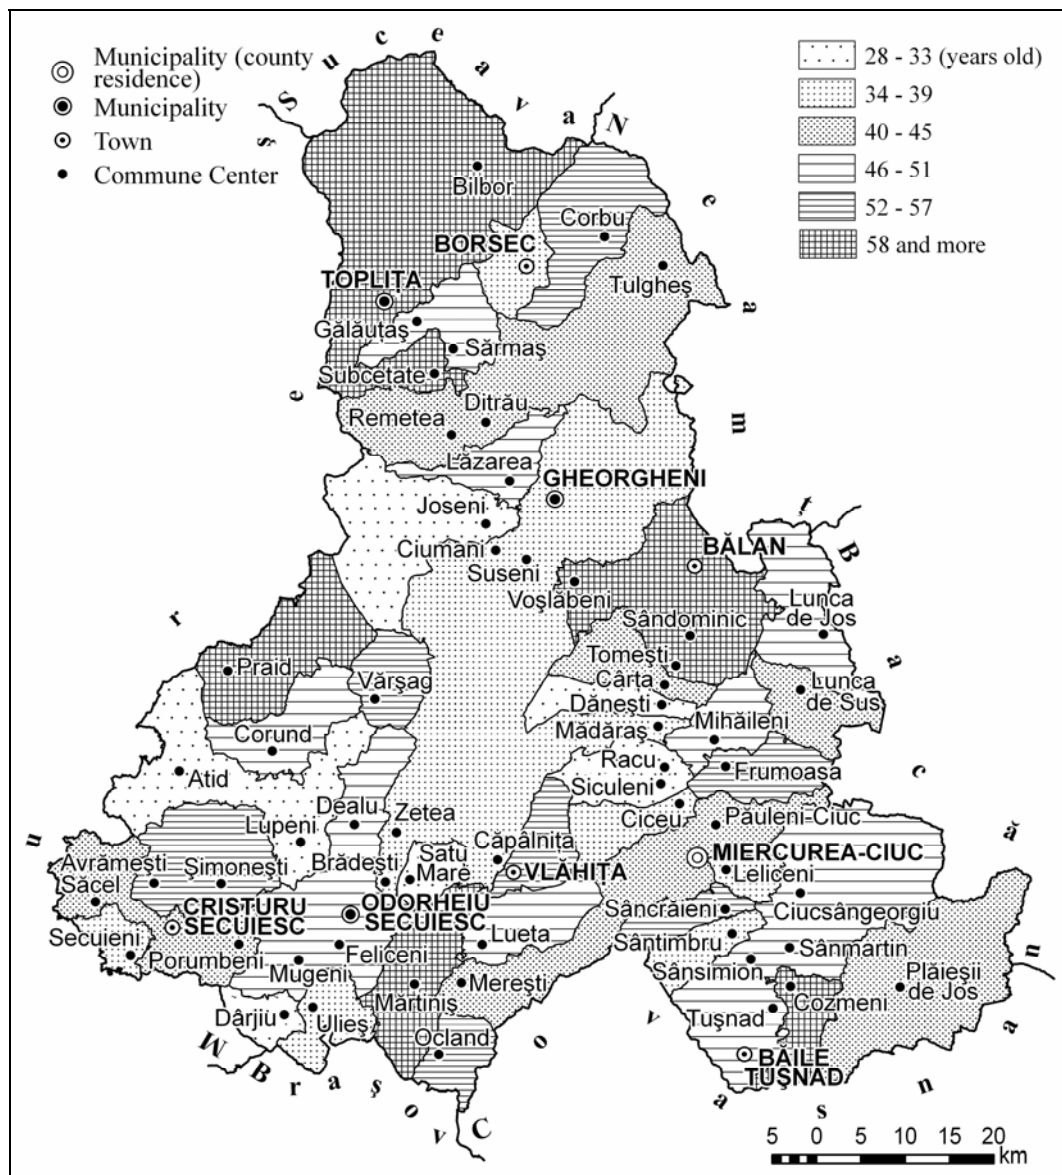 Municipality (county
residence)
Municipality
Town
Commune Center
28 - 33 (years old)
34 - 39
40 - 45
46 - 51
52 - 57
58 and more
S u c e a v a
N e a m ţ
B a c ă u
C o v a s n a
B r a ş o v
M u r e ş
Bilbor
Corbu
BORSEC
Tulgheş
TOPLIŢA
Gălăutaş
Sărmaş
Subcetate
Ditrău
Remetea
Lăzarea
GHEORGHENI
Joseni
Ciumani
Suseni
BĂLAN
Voşlăbeni
Lunca
de Jos
Sândominic
Tomeşti
Praid
Vărşag
Cârta
Lunca
de Sus
Dăneşti
Mihăileni
Mădăraş
Corund
Racu
Frumoasa
Atid
Siculeni
Dealu
Zetea
Ciceu
Păuleni-Ciuc
Lupeni
Căpâlniţa
Satu
Mare
Brădeşti
Avrămeşti
Şimoneşti
VLĂHIŢA
MIERCUREA-CIUC
Leliceni
Săcel
CRISTURU
SECUIESC
ODORHEIU
SECUIESC
Sâncrăieni
Ciucsângeorgiu
Secuieni
Porumbeni
Feliceni
Lueta
Sântimbru
Sânmartin
Mugeni
Sânsimion
Plăieşii
de Jos
Mărtiniş
Mereşti
Cozmeni
Dârjiu
Ulieş
Tuşnad
Ocland
BĂILE
TUŞNAD
5 0 5 10 15 20
km